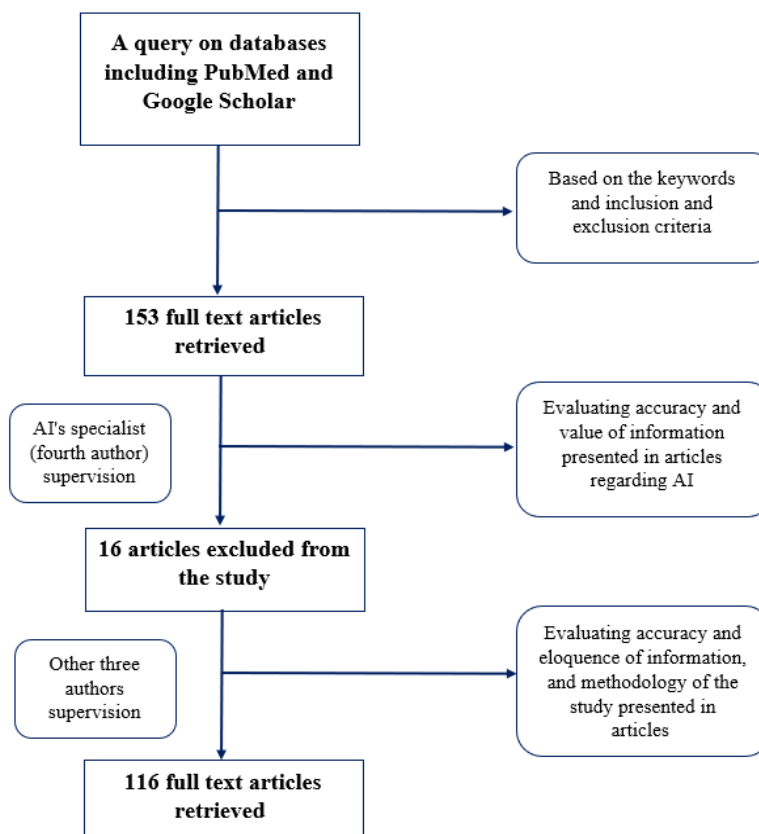 A query on databases
including PubMed and
Google Scholar
Based on the keywords
and inclusion and
exclusion criteria
153 full text articles
retrieved
AI's specialist
(fourth author)
supervision
Evaluating accuracy and
value of information
presented in articles
regarding AI
16 articles excluded from
the study
Other three
authors
supervision
Evaluating accuracy and
eloquence of information,
and methodology of the
study presented in
articles
116 full text articles
retrieved